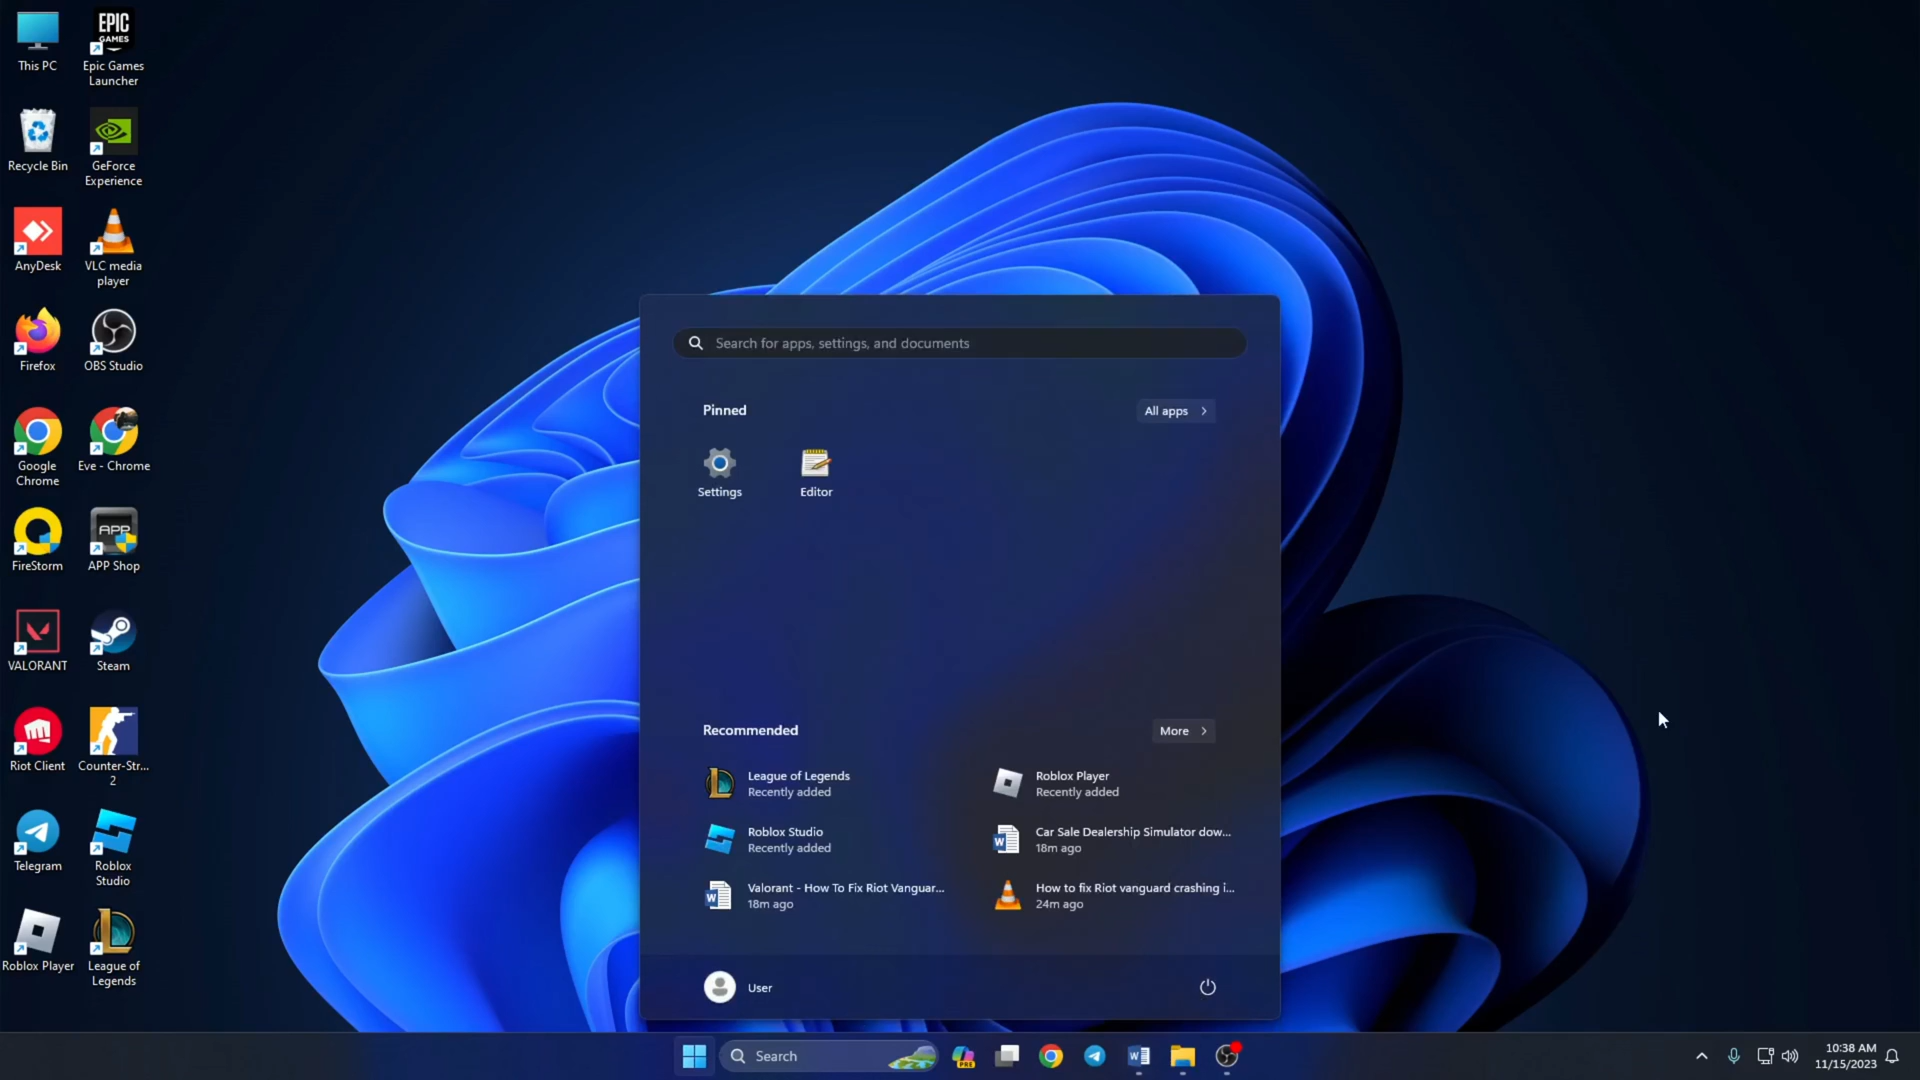 This PC
EPIC
GAMES
Epic Games
Launcher
Recycle Bin
GeForce
Experience
AnyDesk
VLC media
player
Firefox
OBS Studio
Google
Chrome
Eve - Chrome
FireStorm
APP
APP Shop
VALORANT
Steam
Riot Client
Counter-Str...
2
Telegram
Roblox
Studio
Roblox Player
League of
Legends
Search for apps, settings, and documents
Pinned
All apps
Settings
Editor
Recommended
More
League of Legends
Recently added
Roblox Player
Recently added
Roblox Studio
Recently added
Car Sale Dealership Simulator dow...
18m ago
Valorant - How To Fix Riot Vanguar...
18m ago
How to fix Riot vanguard crashing i...
24m ago
User
Search
PRE
10:38 AM
11/15/2023